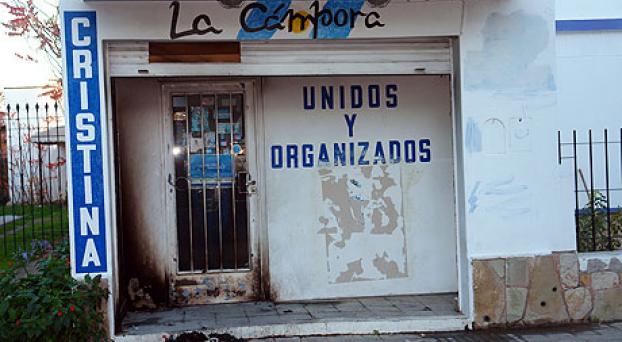 La Cámpora
CRISTINA
UNIDOS
Y
ORGANIZADOS